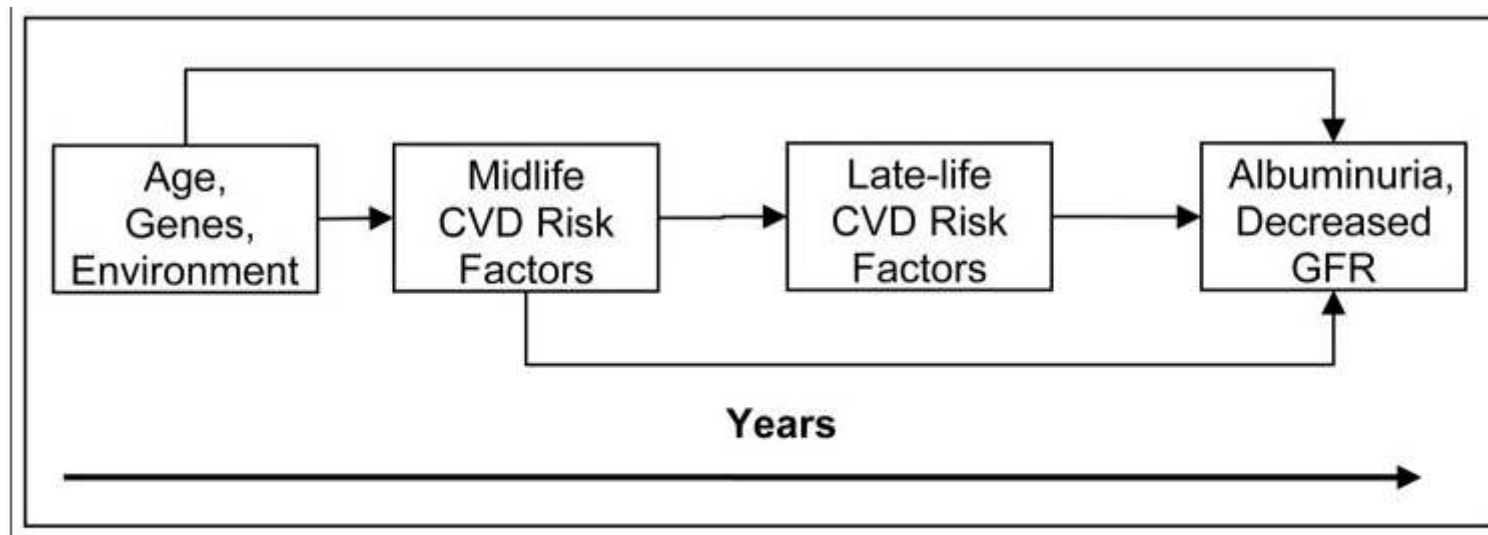 Age,
Genes,
Environment
Midlife
CVD Risk
Factors
Late-life
CVD Risk
Factors
Albuminuria,
Decreased
GFR
Years